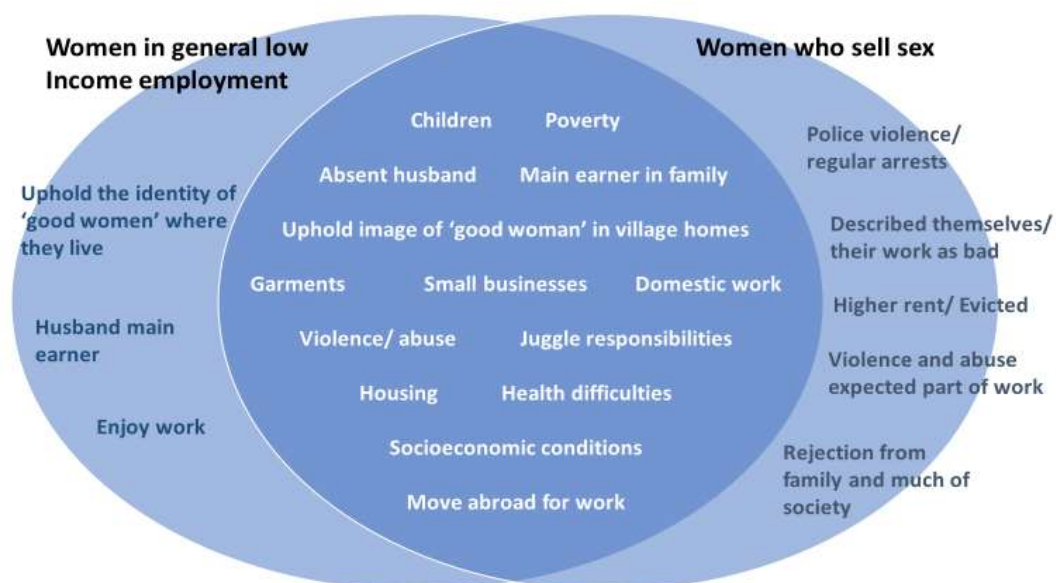 Women in general low
Income employment
Women who sell sex
Children Poverty
Absent husband Main earner in family
Uphold image of ‘good woman’ in village homes
Garments Small businesses Domestic work
Violence/ abuse Juggle responsibilities
Housing Health difficulties
Socioeconomic conditions
Move abroad for work
Uphold the identity of
‘good women’ where
they live
Husband main
earner
Enjoy work
Police violence/
regular arrests
Described themselves/
their work as bad
Higher rent/ Evicted
Violence and abuse
expected part of work
Rejection from
family and much of
society